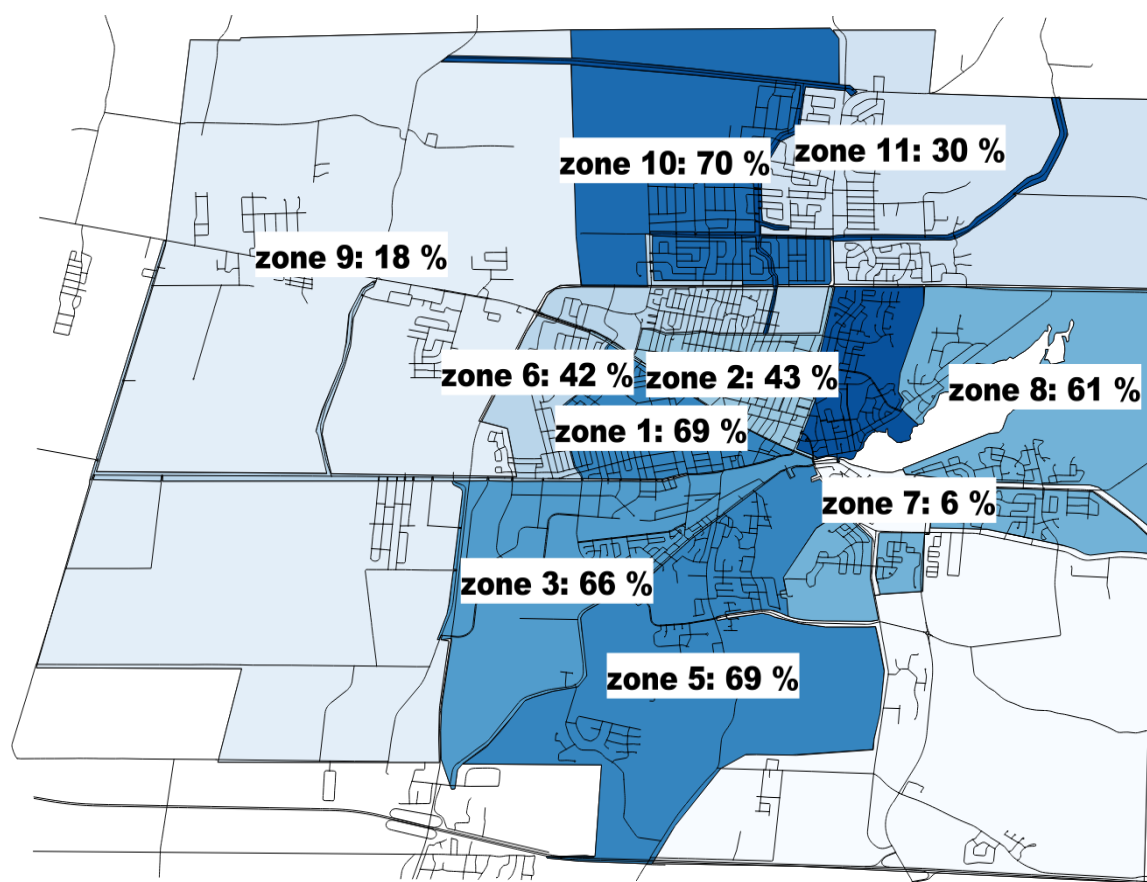 zone 10: 70 %
zone 11: 30 %
zone 9: 18 %
zone 6: 42 %
zone 2: 43 %
zone 8: 61 %
zone 1: 69 %
zone 7: 6 %
zone 3: 66 %
zone 5: 69 %